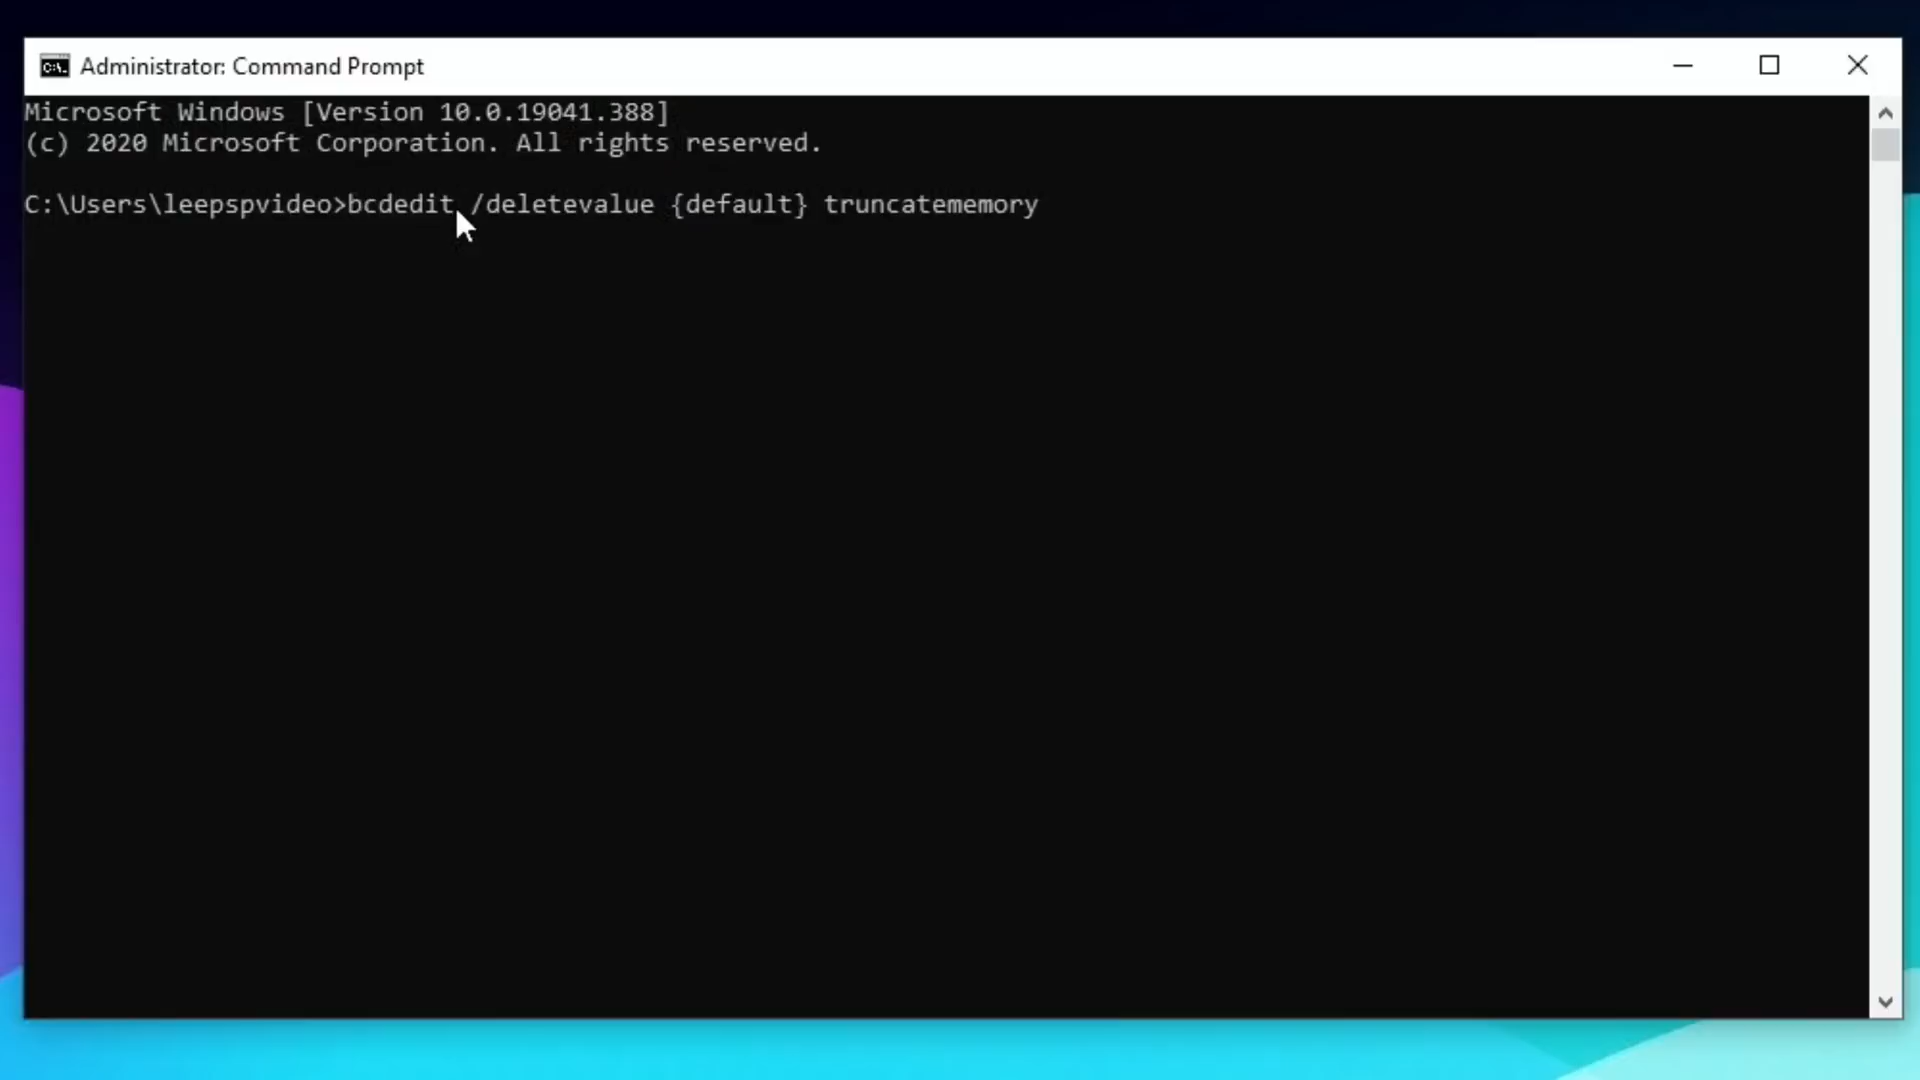 Administrator: Command Prompt
Microsoft Windows [Version 10.0.19041.388]
(c) 2020 Microsoft Corporation. All rights reserved.
C:\Users\leepspvideo>bcdedit /deletevalue {default} truncatememory